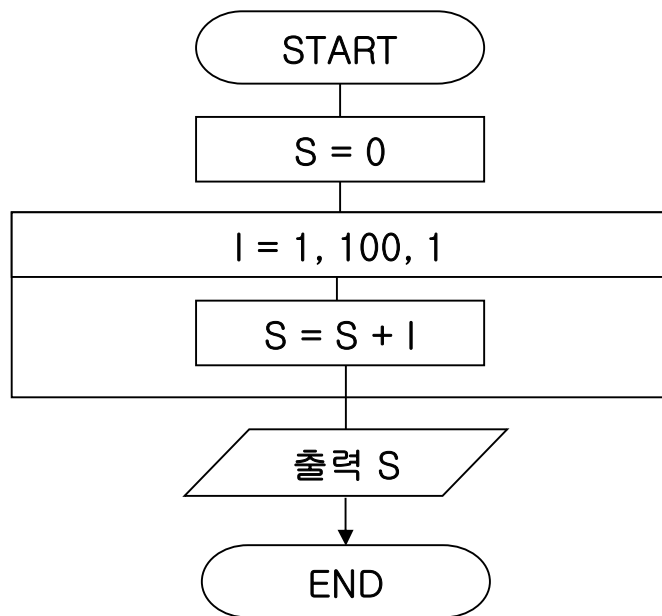 START
S = 0
I = 1, 100, 1
S = S + I
출력 S
END